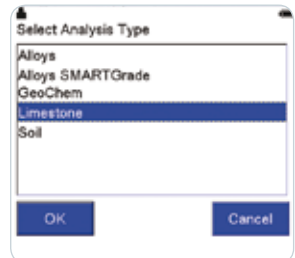 Select Analysis Type
Alloys
Alloys SMARTGrade
GeoChem
Limestone
Soil
OK
Cancel